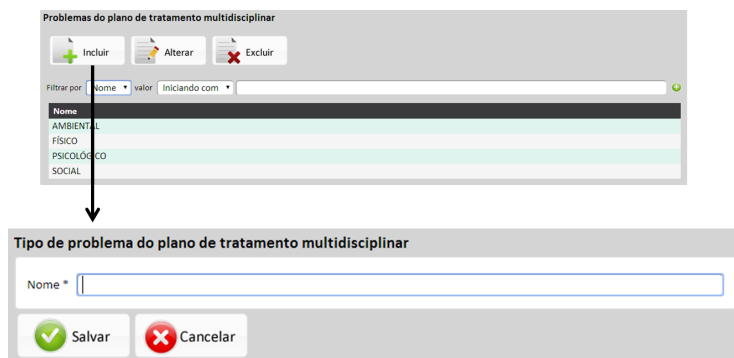 Problemas do plano de tratamento multidisciplinar
Incluir Alterar Excluir
Filtrar por Nome valor Iniciando com
Nome
AMBIENTAL
FÍSICO
PSICOLÓGICO
SOCIAL
Tipo de problema do plano de tratamento multidisciplinar
Nome *
Salvar Cancelar